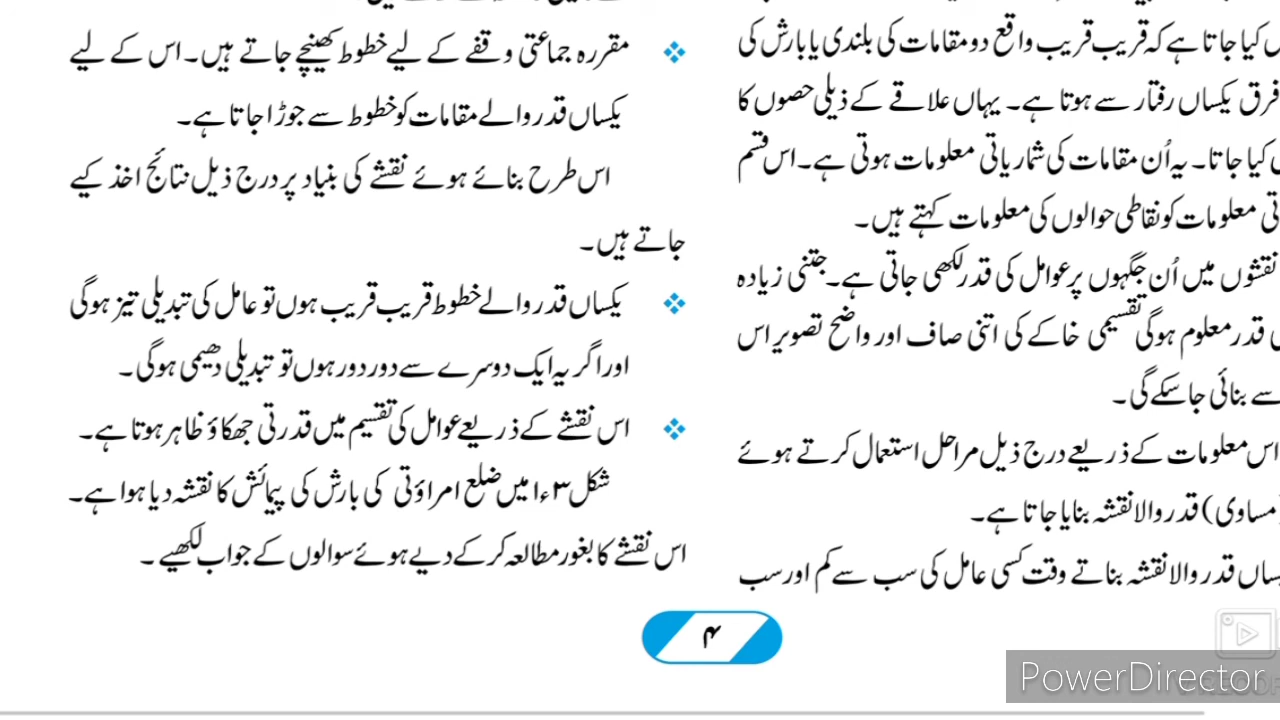 کیا جاتا ہے کہ قریب قریب واقع دو مقامات کی بلندی یا بارش کی
فرق یکساں رفتار سے ہوتا ہے۔ یہاں علاقے کے ذیلی حصوں کا
کیا جاتا۔ یہ اُن مقامات کی شماریاتی معلومات ہوتی ہے۔ اس قسم
معلومات کو نقاطی حوالوں کی معلومات کہتے ہیں۔
نقشوں میں اُن جگہوں پر عوامل کی قدر لکھی جاتی ہے۔ جتنی زیادہ
قدر معلوم ہوگی تقسیمی خاکے کی اتنی صاف اور واضح تصویر اس
سے بنائی جاسکے گی۔
اس معلومات کے ذریعے درج ذیل مراحل استعمال کرتے ہوئے
(مساوی) قدر والا نقشہ بنایا جاتا ہے۔
قدر والا نقشہ بناتے وقت کسی عامل کی سب سے کم اور سب
❖ مقررہ جماعتی وقفے کے لیے خطوط کھینچے جاتے ہیں۔ اس کے لیے
یکساں قدر والے مقامات کو خطوط سے جوڑا جاتا ہے۔
اس طرح بنائے ہوئے نقشے کی بنیاد پر درج ذیل نتائج اخذ کیے
جاتے ہیں۔
❖ یکساں قدر والے خطوط قریب قریب ہوں تو عامل کی تبدیلی تیز ہوگی
اور اگر یہ ایک دوسرے سے دور دور ہوں تو تبدیلی دھیمی ہوگی۔
❖ اس نقشے کے ذریعے عوامل کی تقسیم میں قدرتی جھکاؤ ظاہر ہوتا ہے۔
شکل ۱ء۳ میں ضلع امراؤتی کی بارش کی پیمائش کا نقشہ دیا ہوا ہے۔
اس نقشے کا بغور مطالعہ کرکے دیے ہوئے سوالوں کے جواب لکھیے۔
۴
PowerDirector